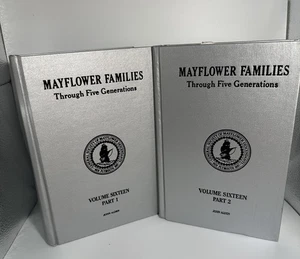 MAYFLOWER FAMILIES
Through Five Generations
VOLUME SIXTEEN
PART 1
MAYFLOWER FAMILIES
Through Five Generations
VOLUME SIXTEEN
PART 2